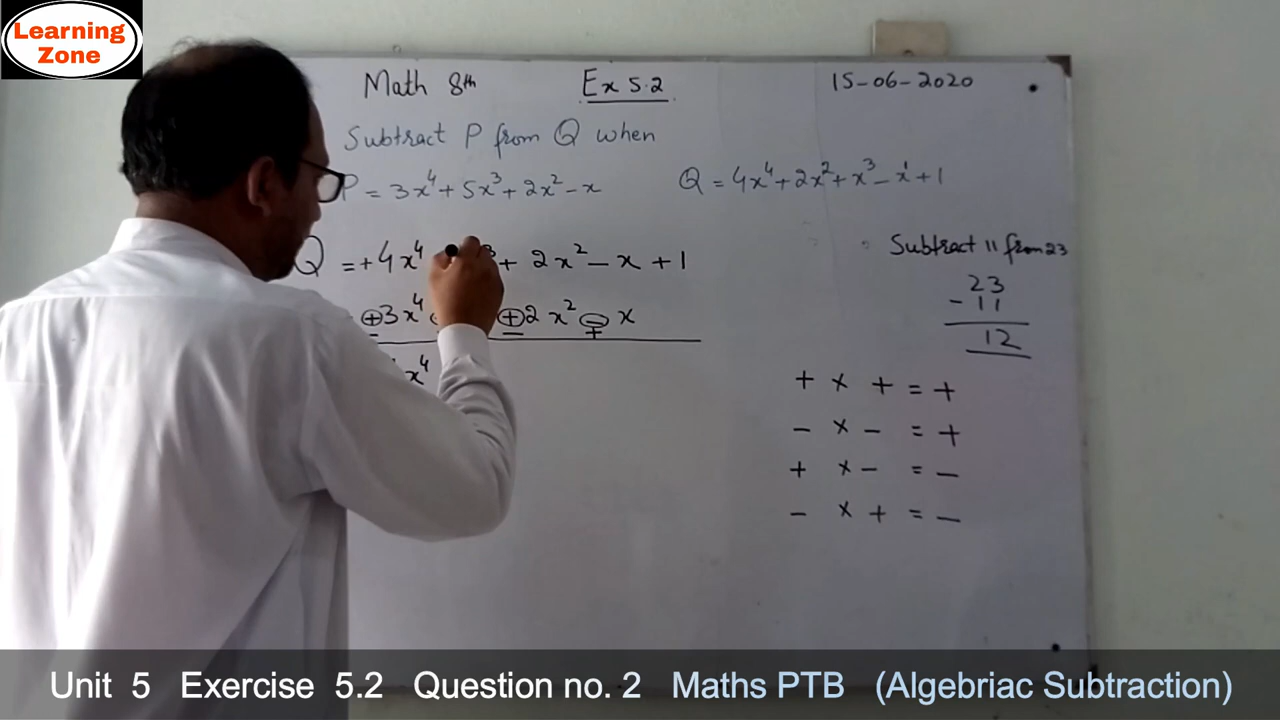 Learning
Zone
Math 8th Ex 5.2 15-06-2020
Subtract P from Q when
P = 3x⁴ + 5x³ + 2x² - x Q = 4x⁴ + 2x² + x³ - x¹ + 1
Q = + 4x⁴ ³ + 2x² - x + 1
⊕3x⁴ ⊕2x² ⊖ x
- - +
x⁴
Subtract 11 from 23
23
- 11
12
+ × + = +
- × - = +
+ × - = -
- × + = -
Unit 5 Exercise 5.2 Question no. 2 Maths PTB (Algebriac Subtraction)